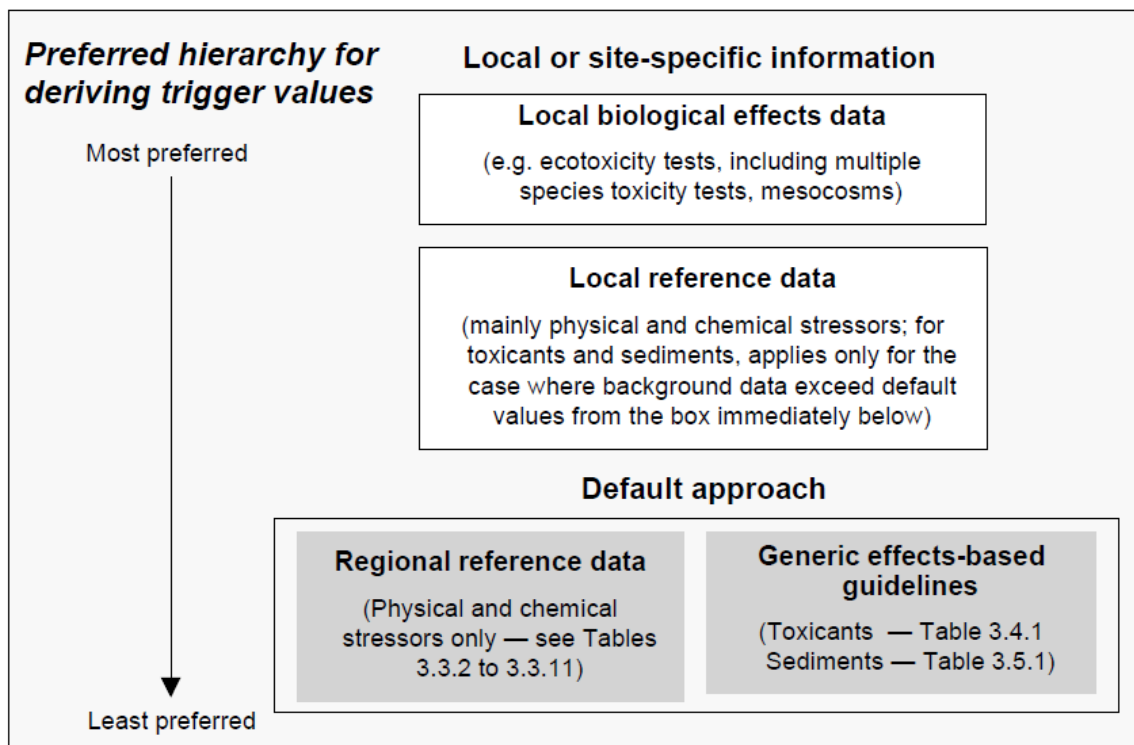 Preferred hierarchy for
deriving trigger values
Most preferred
Least preferred
Local or site-specific information
Local biological effects data
(e.g. ecotoxicity tests, including multiple
species toxicity tests, mesocosms)
Local reference data
(mainly physical and chemical stressors; for
toxicants and sediments, applies only for the
case where background data exceed default
values from the box immediately below)
Default approach
Regional reference data
(Physical and chemical
stressors only — see Tables
3.3.2 to 3.3.11)
Generic effects-based
guidelines
(Toxicants — Table 3.4.1
Sediments — Table 3.5.1)